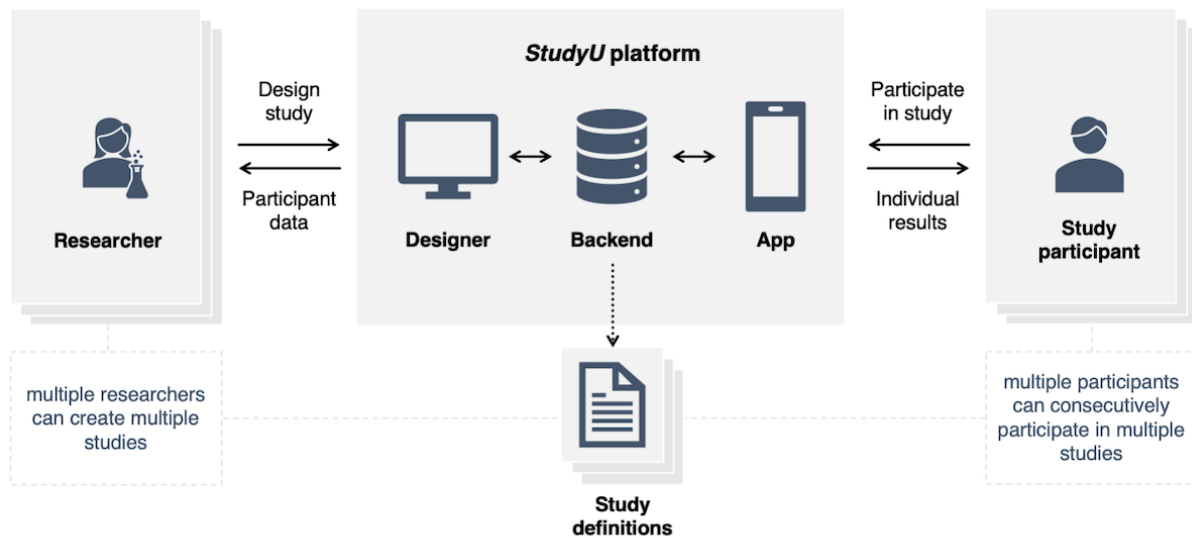 StudyU platform
Design
study
Participant
data
Researcher
Designer
Backend
App
Participate
in study
Individual
results
Study
participant
multiple researchers
can create multiple
studies
multiple participants
can consecutively
participate in multiple
studies
Study
definitions